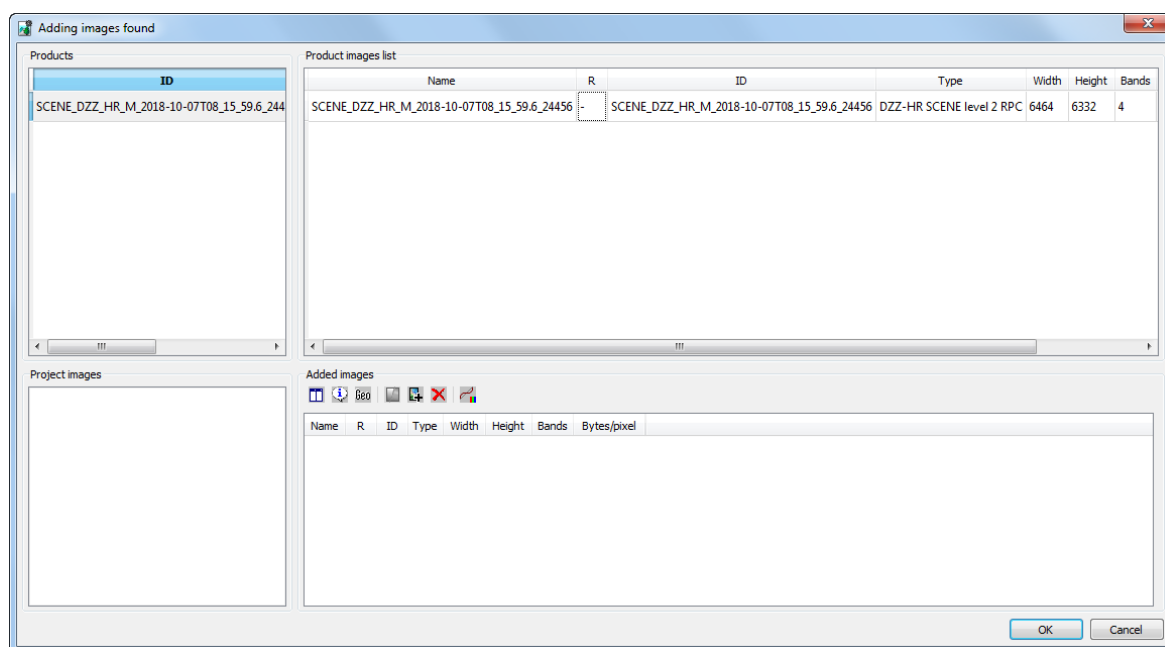 Adding images found
Products
ID
SCENE_DZZ_HR_M_2018-10-07T08_15_59.6_244
Product images list
Name R ID Type Width Height Bands
SCENE_DZZ_HR_M_2018-10-07T08_15_59.6_24456 - SCENE_DZZ_HR_M_2018-10-07T08_15_59.6_24456 DZZ-HR SCENE level 2 RPC 6464 6332 4
Project images
Added images
Geo
Name R ID Type Width Height Bands Bytes/pixel
OK Cancel